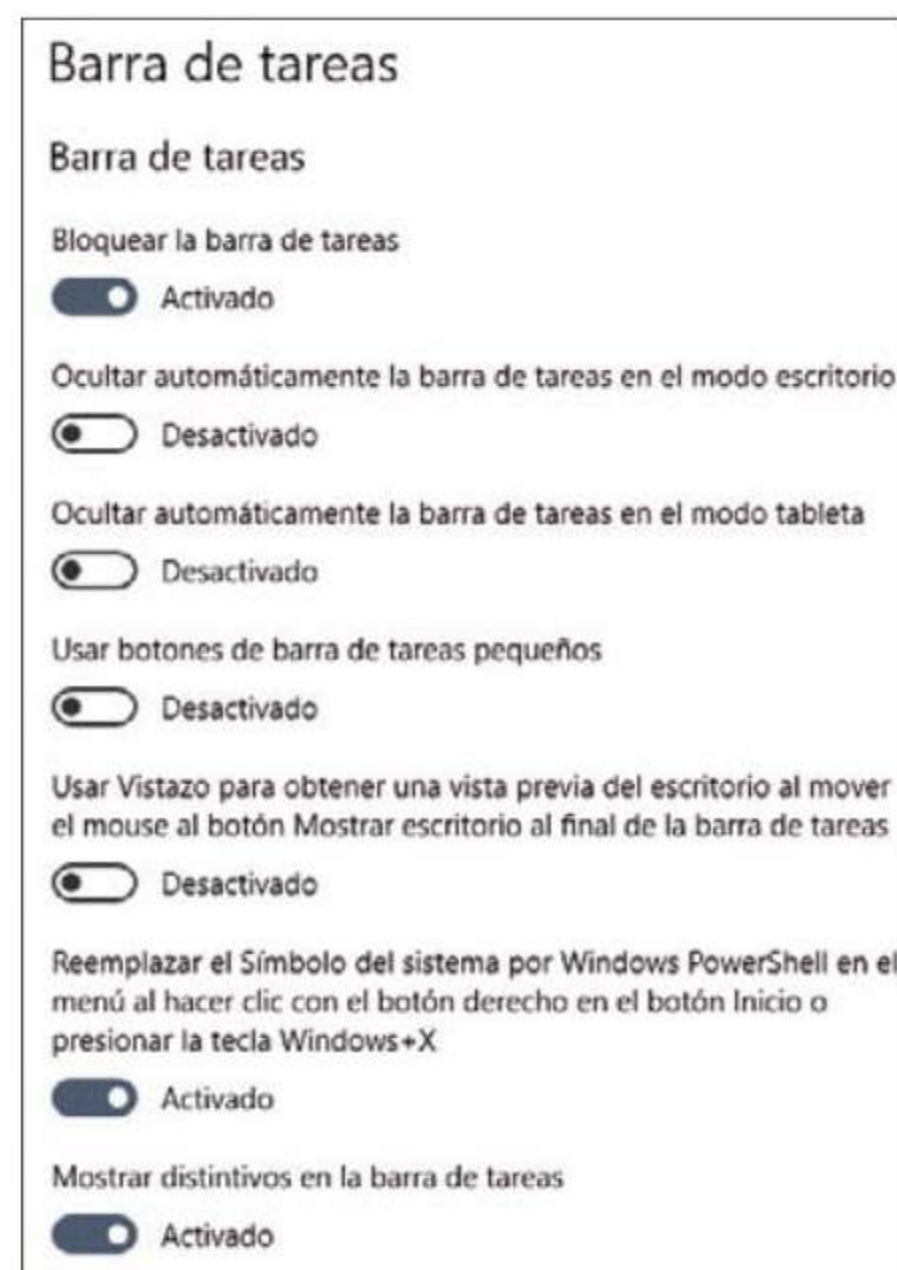 Barra de tareas
Barra de tareas
Bloquear la barra de tareas
Activado
Ocultar automáticamente la barra de tareas en el modo escritorio
Desactivado
Ocultar automáticamente la barra de tareas en el modo tableta
Desactivado
Usar botones de barra de tareas pequeños
Desactivado
Usar Vistazo para obtener una vista previa del escritorio al mover
el mouse al botón Mostrar escritorio al final de la barra de tareas
Desactivado
Reemplazar el Símbolo del sistema por Windows PowerShell en el
menú al hacer clic con el botón derecho en el botón Inicio o
presionar la tecla Windows+X
Activado
Mostrar distintivos en la barra de tareas
Activado